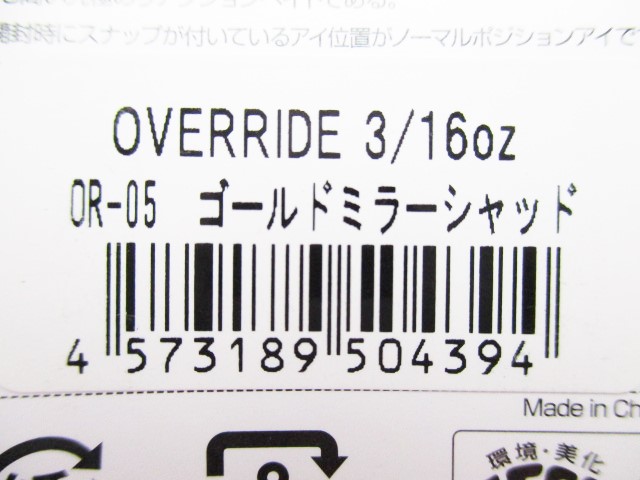 開封時にスナップが付いているアイ位置がノーマルポジションアイで
OVERRIDE 3/16oz
OR-05 ゴールドミラーシャッド
4 573189 504394
Made in Ch
環境・美化